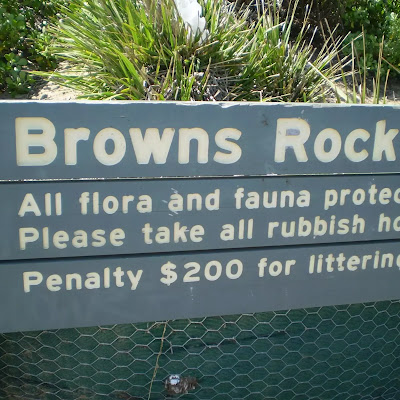 Browns Rock
All flora and fauna protec
Please take all rubbish ho
Penalty $200 for littering